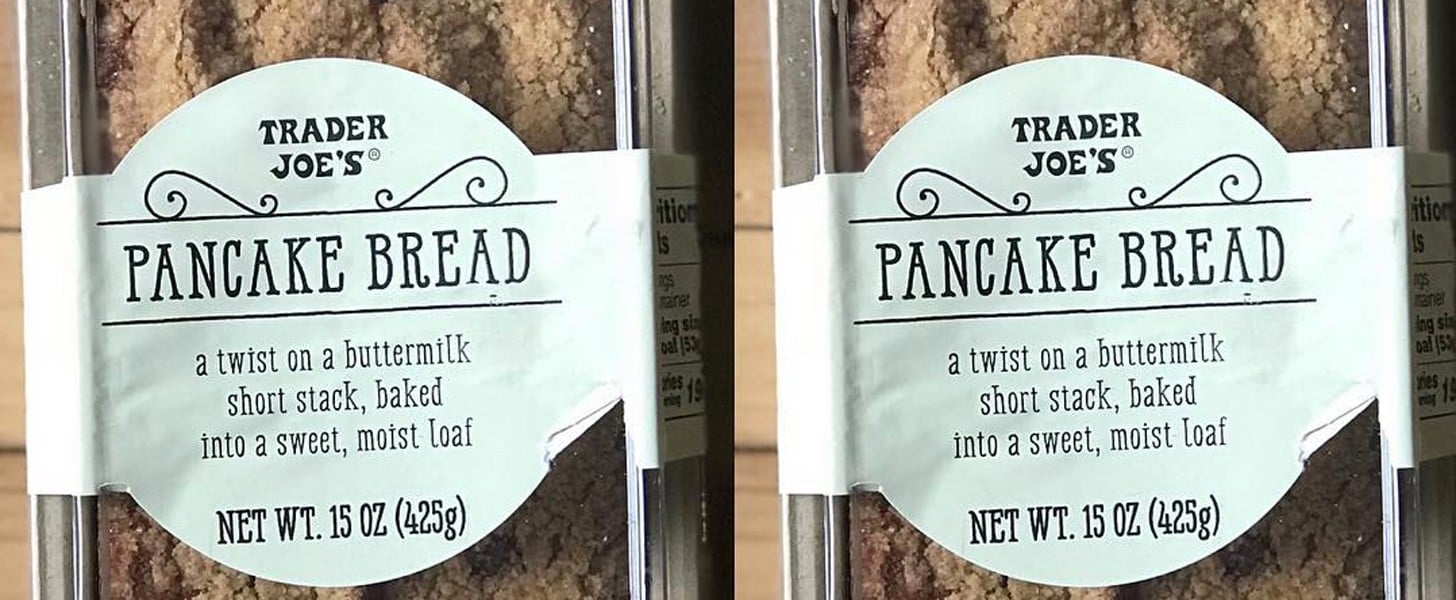 TRADER
JOE'S®
PANCAKE BREAD
a twist on a buttermilk
short stack, baked
into a sweet, moist loaf
NET WT. 15 OZ (425g)
TRADER
JOE'S®
PANCAKE BREAD
a twist on a buttermilk
short stack, baked
into a sweet, moist loaf
NET WT. 15 OZ (425g)